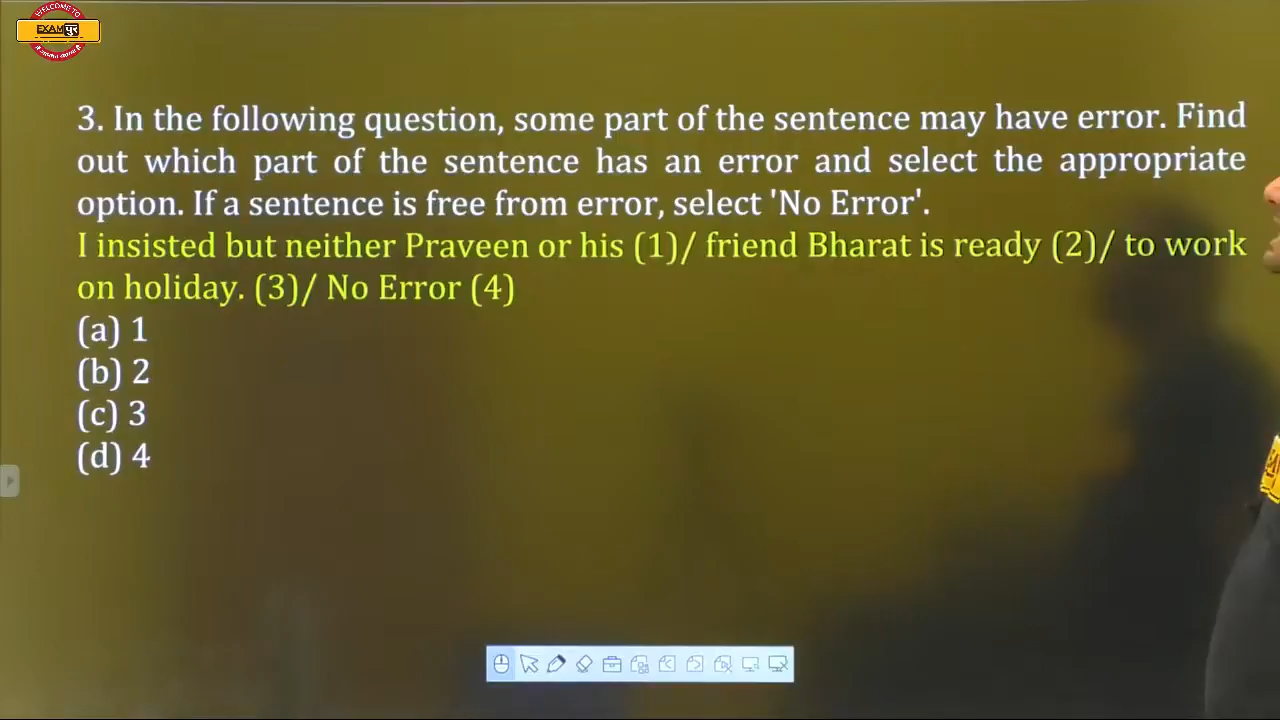 WELCOME TO
EXAMपुर
3. In the following question, some part of the sentence may have error. Find
out which part of the sentence has an error and select the appropriate
option. If a sentence is free from error, select 'No Error'.
I insisted but neither Praveen or his (1)/ friend Bharat is ready (2)/ to work
on holiday. (3)/ No Error (4)
(a) 1
(b) 2
(c) 3
(d) 4